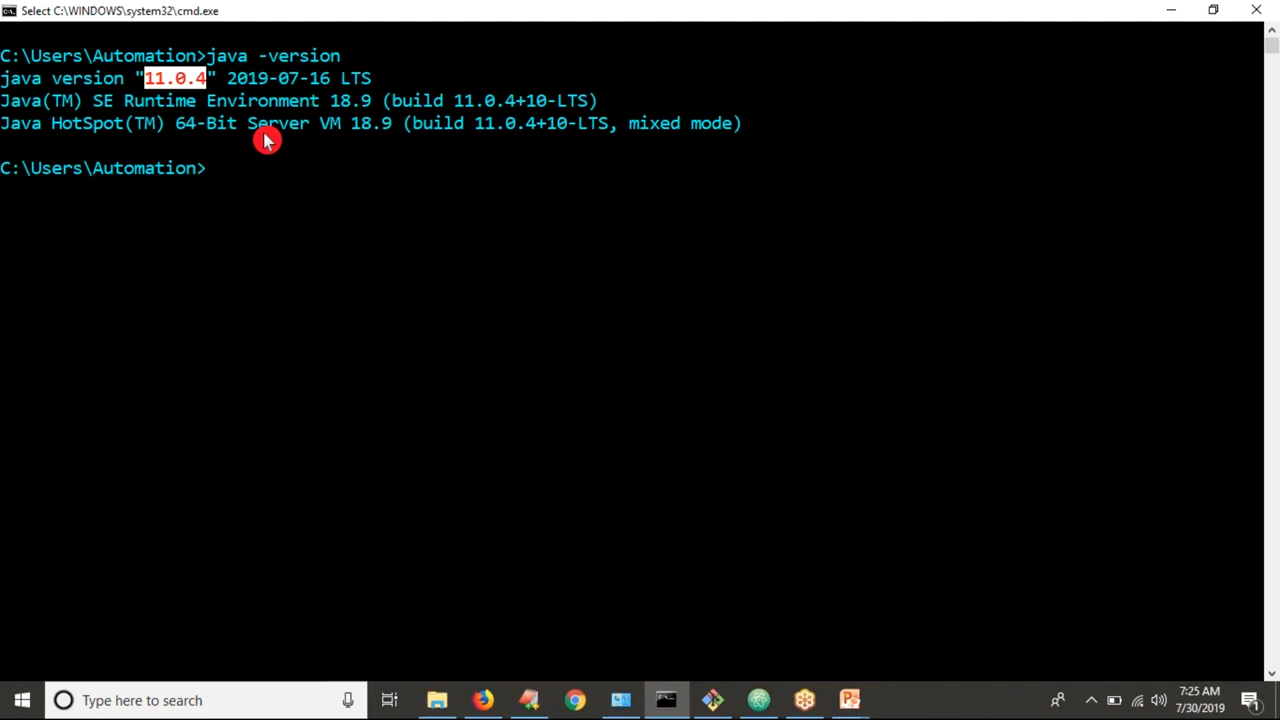 Select C:\WINDOWS\system32\cmd.exe
C:\Users\Automation>java -version
java version "11.0.4" 2019-07-16 LTS
Java(TM) SE Runtime Environment 18.9 (build 11.0.4+10-LTS)
Java HotSpot(TM) 64-Bit Server VM 18.9 (build 11.0.4+10-LTS, mixed mode)
C:\Users\Automation>
Type here to search
7:25 AM
7/30/2019
1